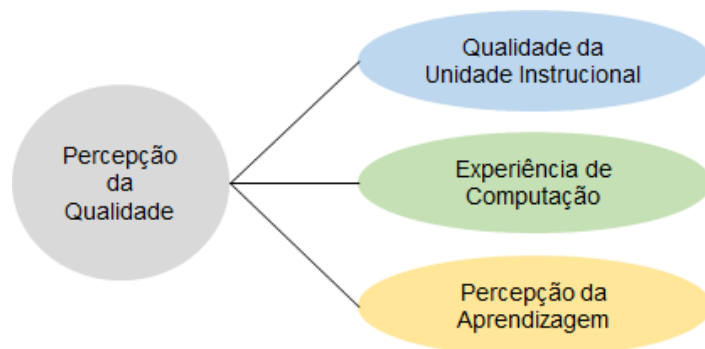 Percepção
da
Qualidade
Qualidade da
Unidade Instrucional
Experiência de
Computação
Percepção da
Aprendizagem